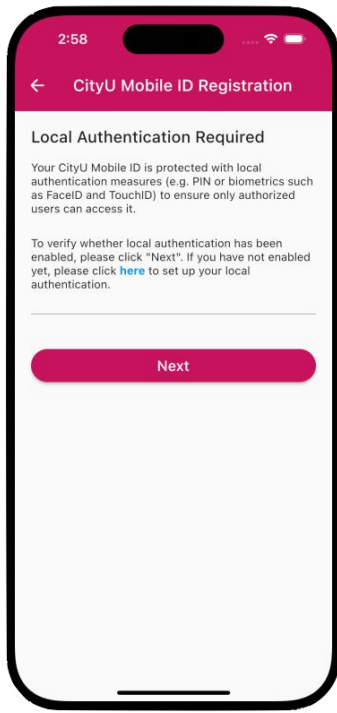 2:58
CityU Mobile ID Registration
Local Authentication Required
Your CityU Mobile ID is protected with local
authentication measures (e.g. PIN or biometrics such
as FaceID and TouchID) to ensure only authorized
users can access it.
To verify whether local authentication has been
enabled, please click "Next". If you have not enabled
yet, please click here to set up your local
authentication.
Next